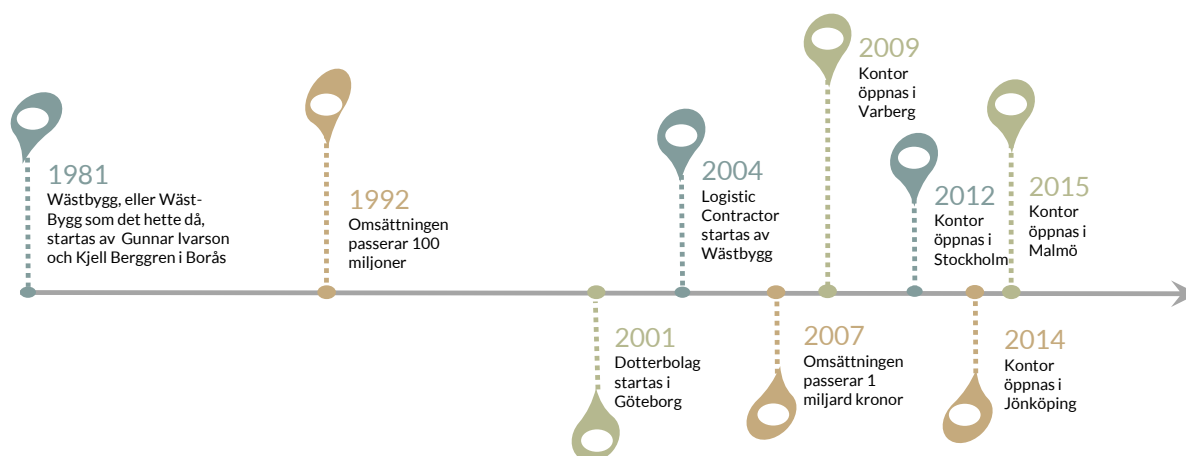 1981
Wästbygg, eller Wäst-
Bygg som det hette då,
startas av Gunnar Ivarson
och Kjell Berggren i Borås
1992
Omsättningen
passerar 100
miljoner
2001
Dotterbolag
startas i
Göteborg
2004
Logistic
Contractor
startas av
Wästbygg
2007
Omsättningen
passerar 1
miljard kronor
2009
Kontor
öppnas i
Varberg
2012
Kontor
öppnas i
Stockholm
2014
Kontor
öppnas i
Jönköping
2015
Kontor
öppnas i
Malmö